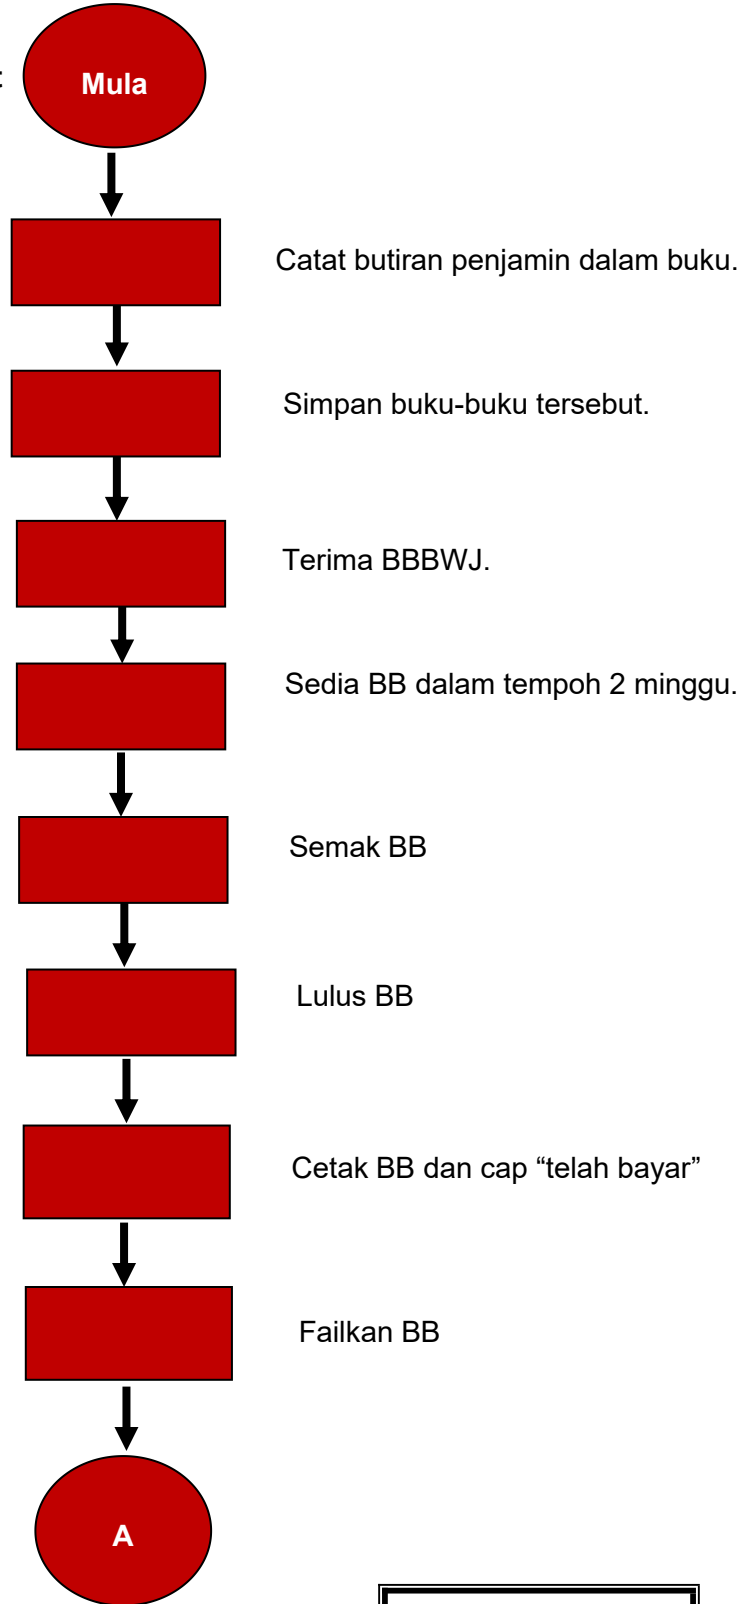 Mula
Catat butiran penjamin dalam buku.
Simpan buku-buku tersebut.
Terima BBBWJ.
Sedia BB dalam tempoh 2 minggu.
Semak BB
Lulus BB
Cetak BB dan cap “telah bayar”
Failkan BB
A